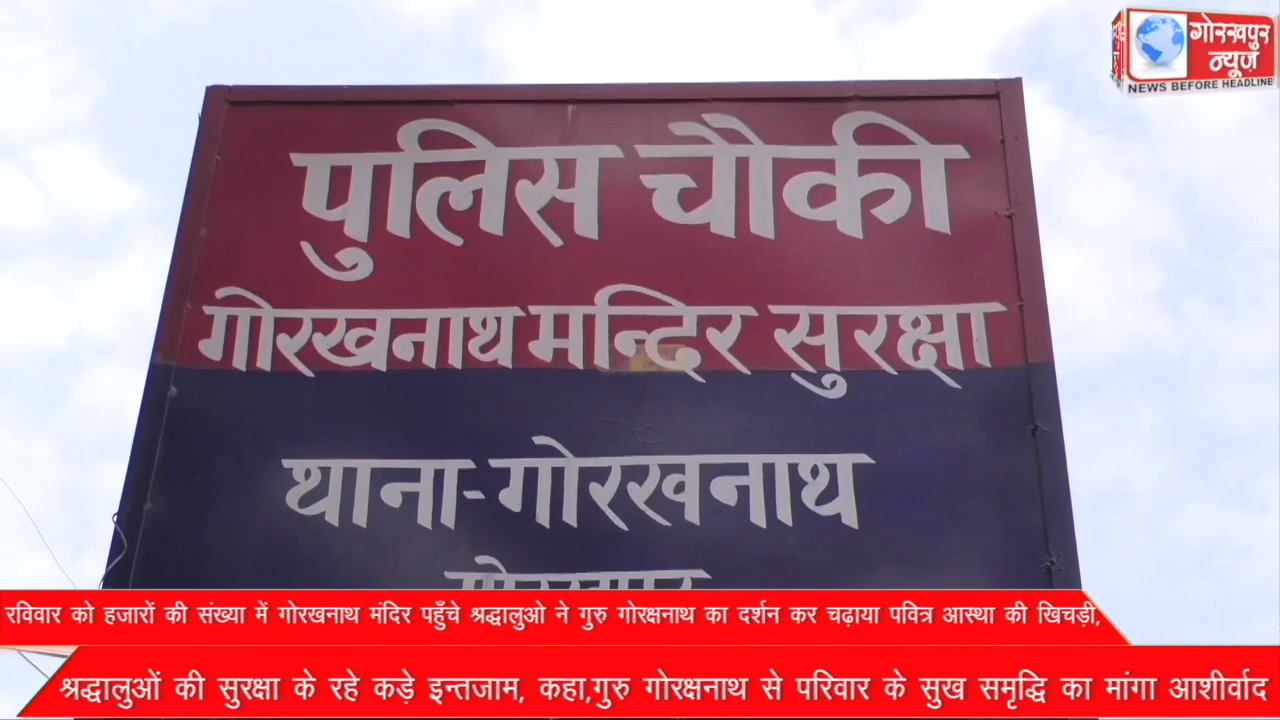 गोरखपुर
न्यूज़
NEWS BEFORE HEADLINE
पुलिस चौकी
गोरखनाथ मन्दिर सुरक्षा
थाना-गोरखनाथ
गोरखपुर
रविवार को हजारों की संख्या में गोरखनाथ मंदिर पहुँचे श्रद्धालुओ ने गुरु गोरक्षनाथ का दर्शन कर चढ़ाया पवित्र आस्था की खिचड़ी,
श्रद्धालुओं की सुरक्षा के रहे कड़े इन्तजाम, कहा,गुरु गोरक्षनाथ से परिवार के सुख समृद्धि का मांगा आशीर्वाद